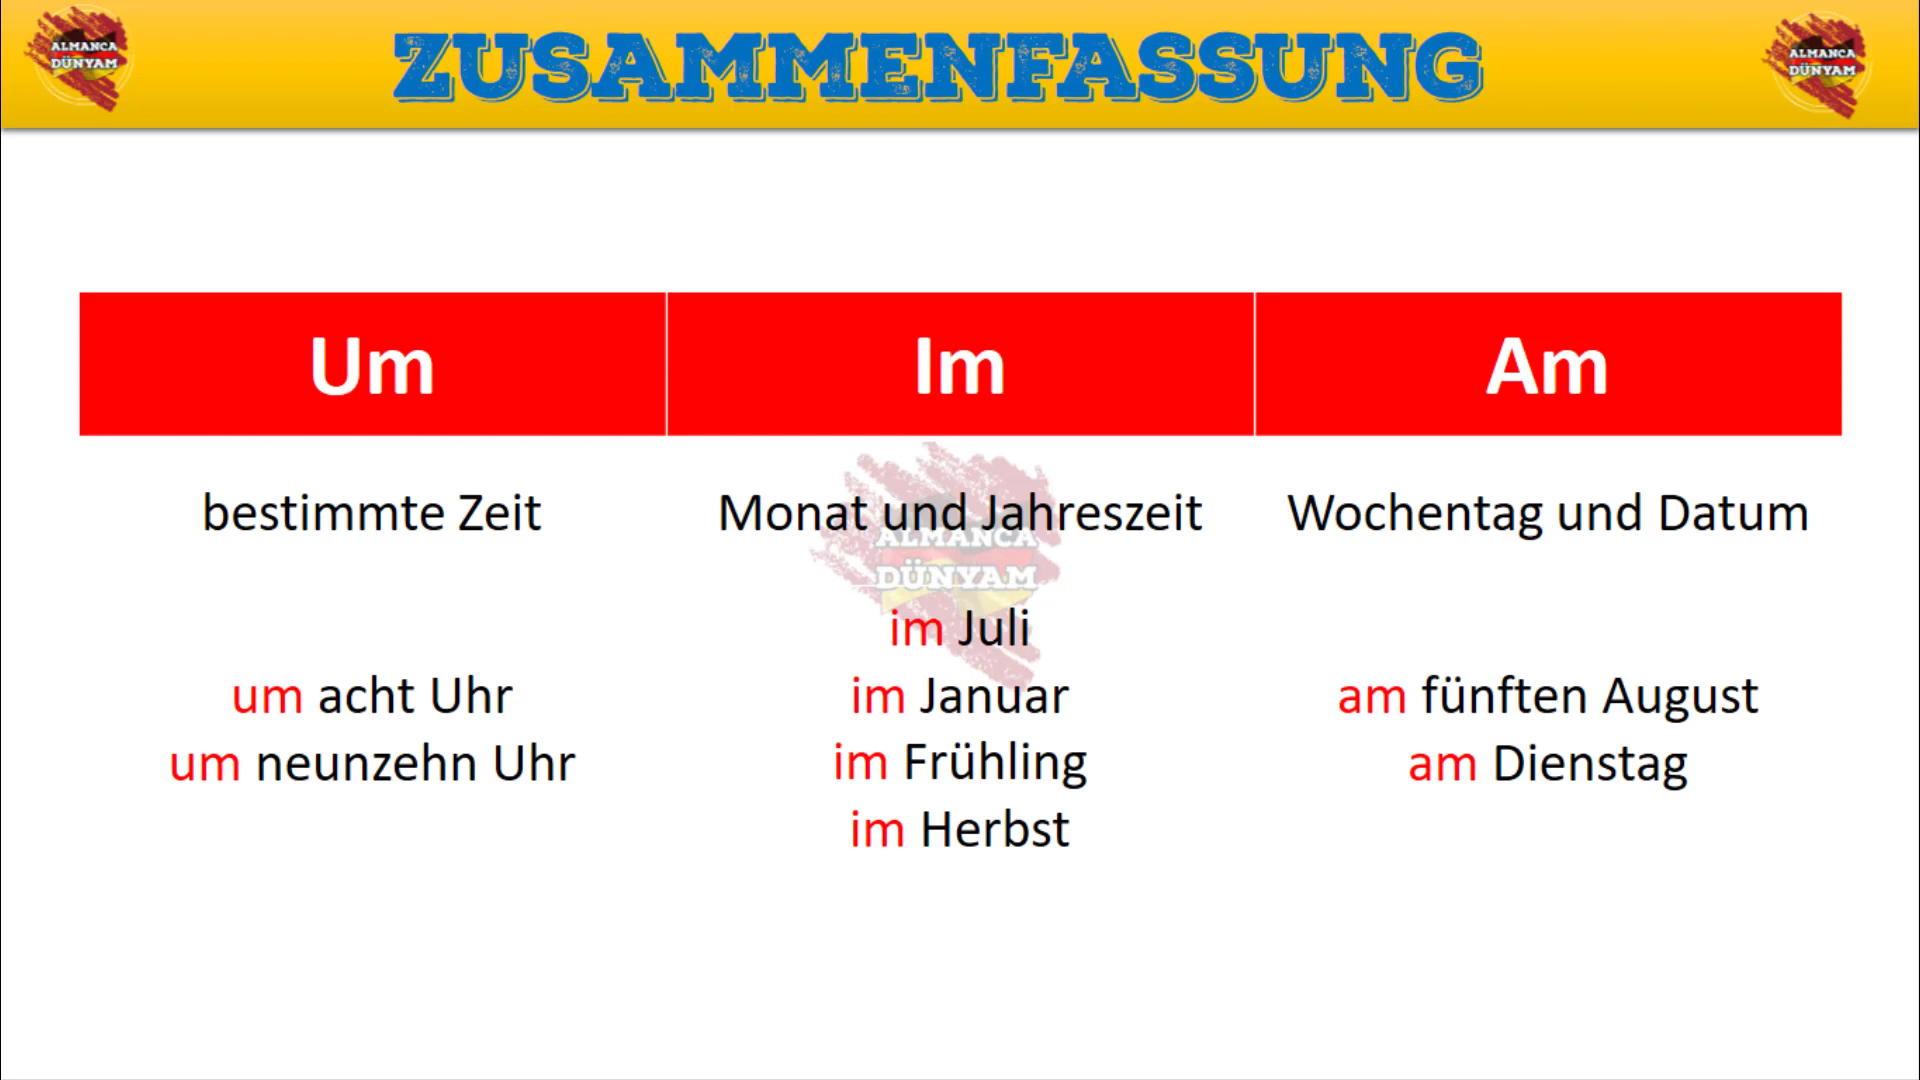 ALMANCA
DÜNYAM
ZUSAMMENFASSUNG
ALMANCA
DÜNYAM
Um
Im
Am
bestimmte Zeit
Monat und Jahreszeit
Wochentag und Datum
ALMANCA
DÜNYAM
um acht Uhr
um neunzehn Uhr
im Juli
im Januar
im Frühling
im Herbst
am fünften August
am Dienstag